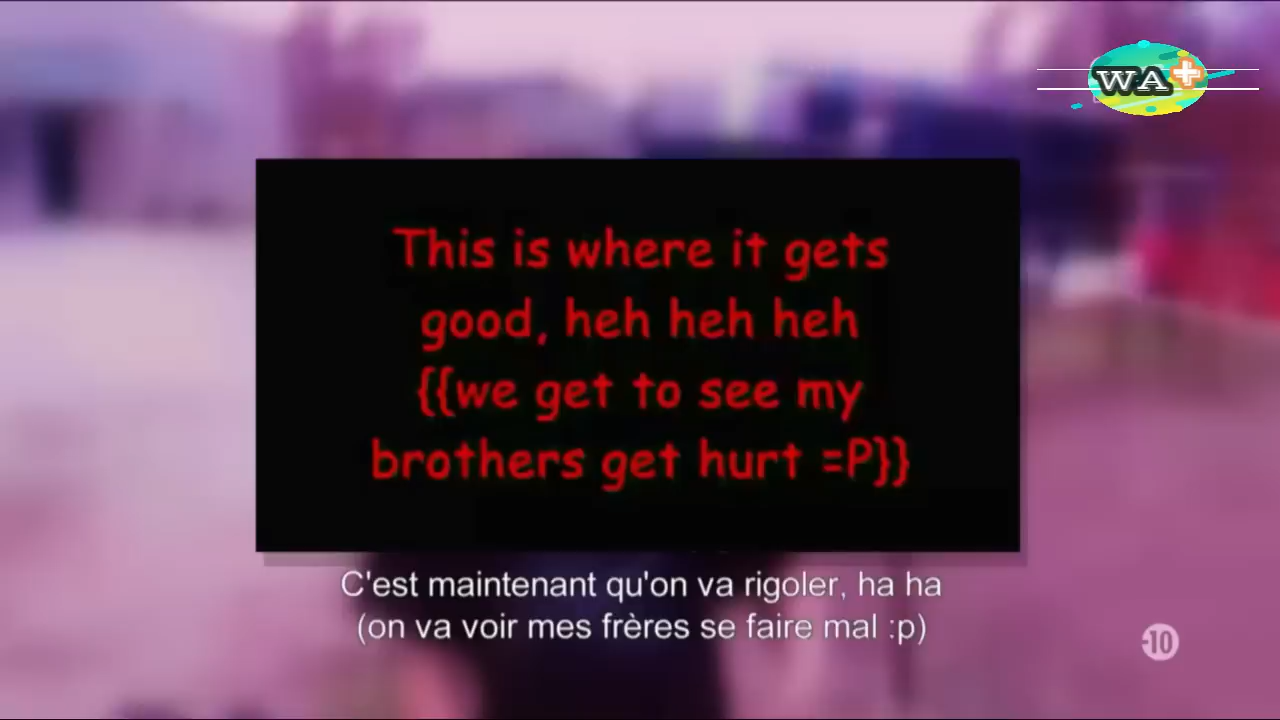 WA+
This is where it gets
good, heh heh heh
{{we get to see my
brothers get hurt =P}}
C'est maintenant qu'on va rigoler, ha ha
(on va voir mes frères se faire mal :p)
-10